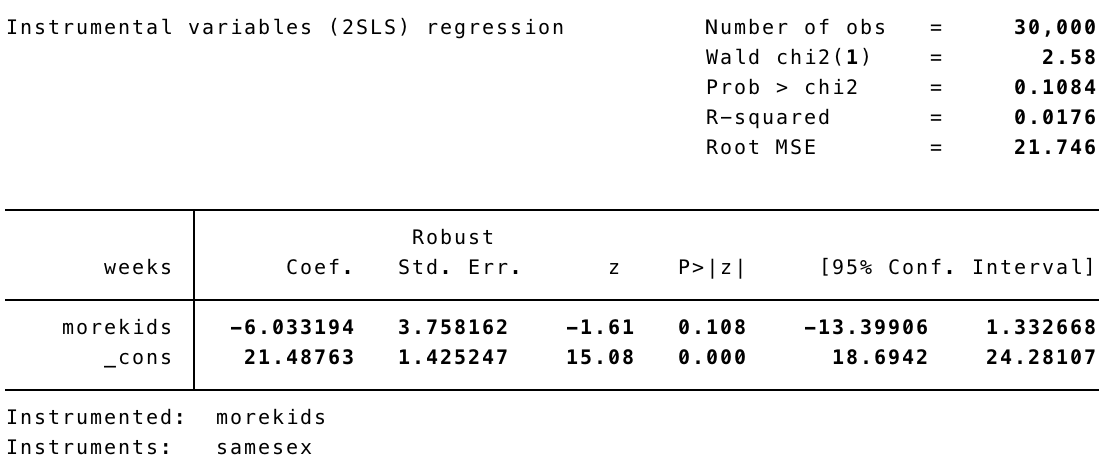 Instrumental variables (2SLS) regression Number of obs = 30,000
Wald chi2(1) = 2.58
Prob > chi2 = 0.1084
R-squared = 0.0176
Root MSE = 21.746
Robust
weeks Coef. Std. Err. z P>|z| [95% Conf. Interval]
morekids -6.033194 3.758162 -1.61 0.108 -13.39906 1.332668
_cons 21.48763 1.425247 15.08 0.000 18.6942 24.28107
Instrumented: morekids
Instruments: samesex